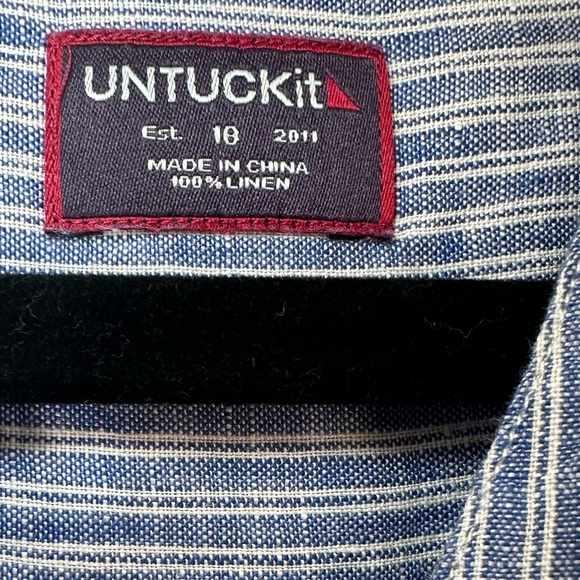 UNTUCKit
Est. 18 2011
MADE IN CHINA
100% LINEN